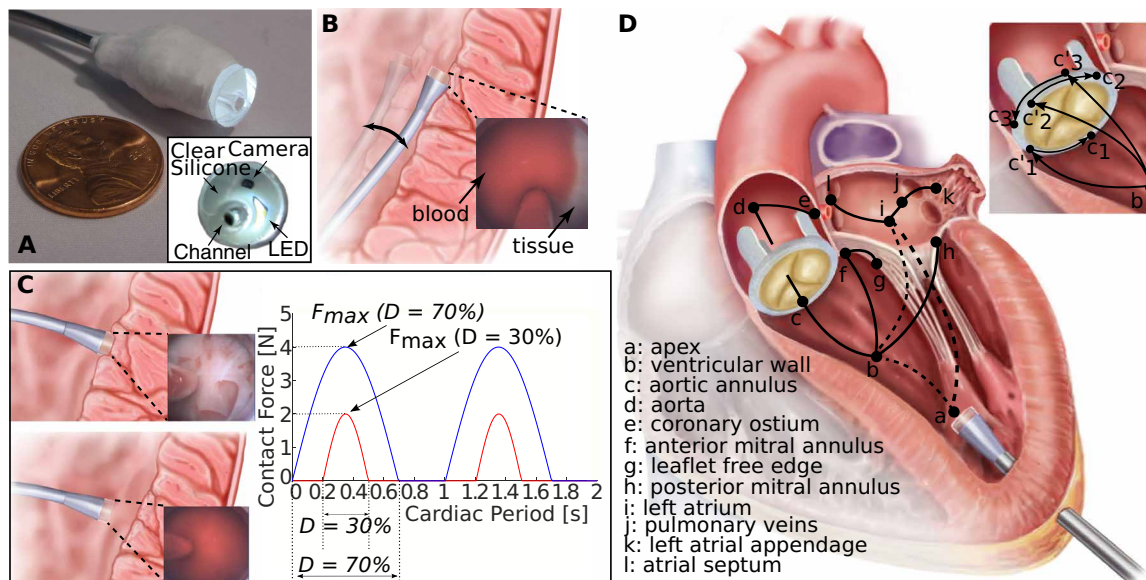 A
Clear
Silicone
Camera
Channel
LED
B
blood
tissue
C
Fmax (D = 70%)
Fmax (D = 30%)
Contact Force [N]
5
4
3
2
1
0
0 0.2 0.4 0.6 0.8 1 1.2 1.4 1.6 1.8 2
Cardiac Period [s]
D = 30%
D = 70%
D
a: apex
b: ventricular wall
c: aortic annulus
d: aorta
e: coronary ostium
f: anterior mitral annulus
g: leaflet free edge
h: posterior mitral annulus
i: left atrium
j: pulmonary veins
k: left atrial appendage
l: atrial septum
d
e
l
i
j
k
f
g
h
c
b
a
c'3
c2
c3
c'2
c1
c'1
b